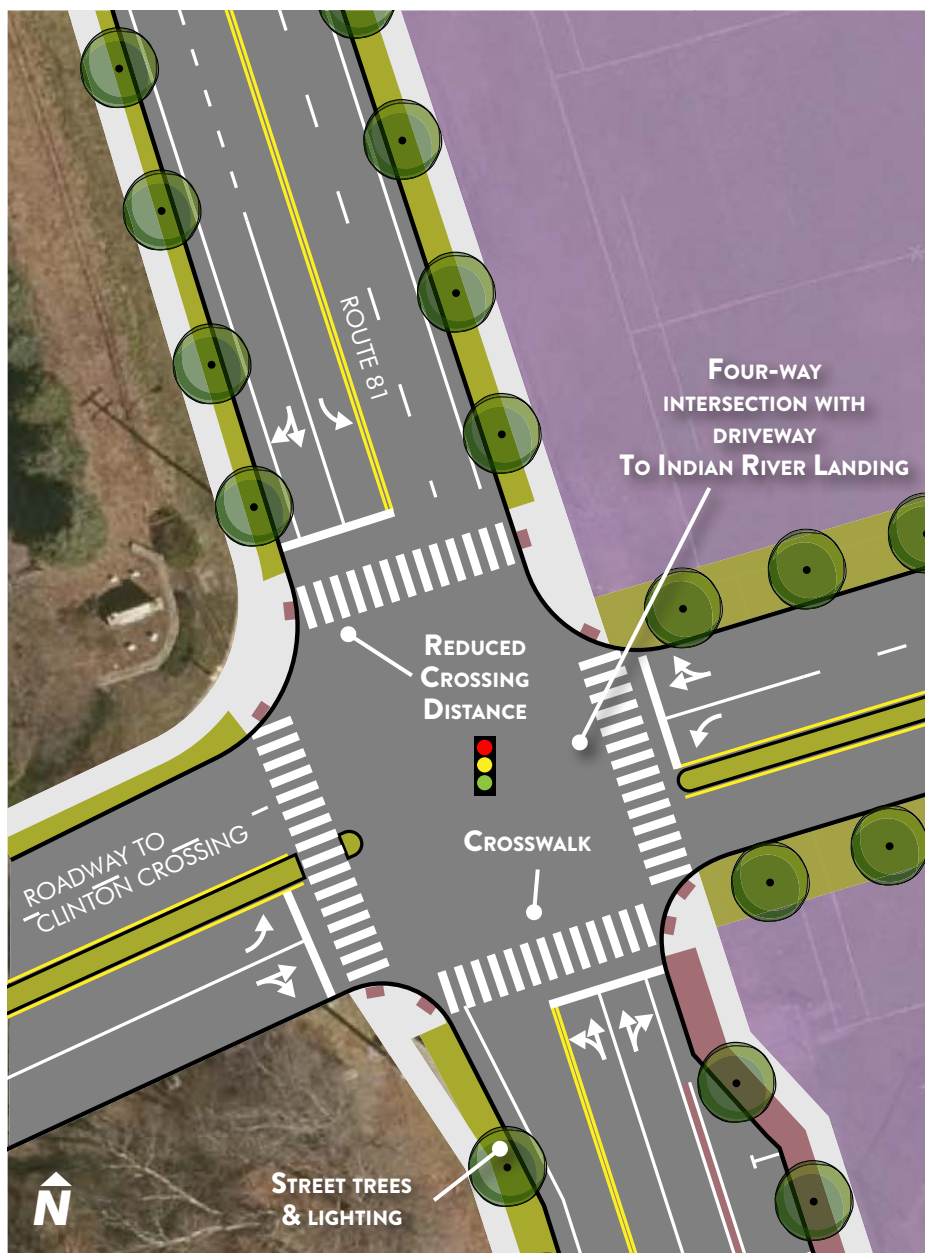 ROUTE 81
FOUR-WAY
INTERSECTION WITH
DRIVEWAY
TO INDIAN RIVER LANDING
REDUCED
CROSSING
DISTANCE
CROSSWALK
ROADWAY TO
CLINTON CROSSING
STREET TREES
& LIGHTING
N